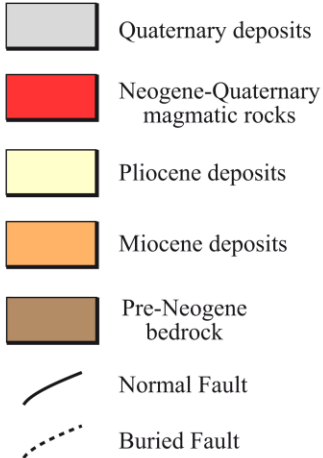 Quaternary deposits
Neogene-Quaternary
magmatic rocks
Pliocene deposits
Miocene deposits
Pre-Neogene
bedrock
Normal Fault
Buried Fault